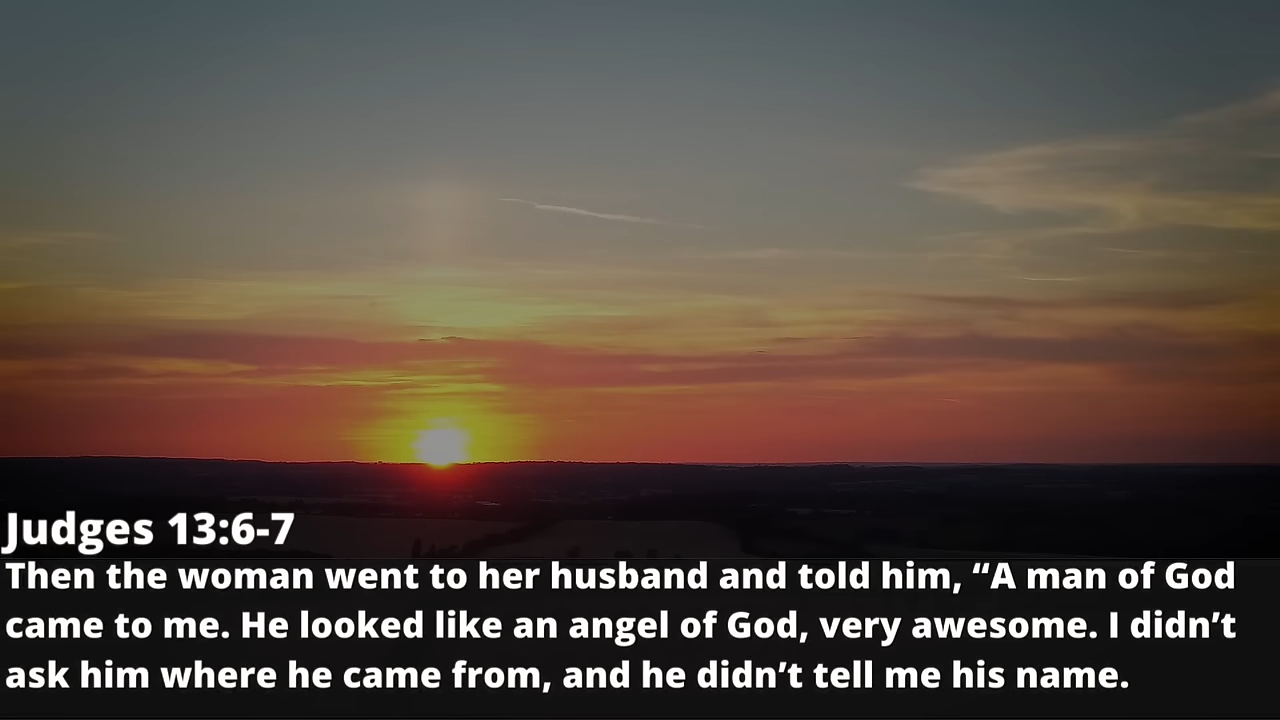 Judges 13:6-7
Then the woman went to her husband and told him, “A man of God
came to me. He looked like an angel of God, very awesome. I didn’t
ask him where he came from, and he didn’t tell me his name.